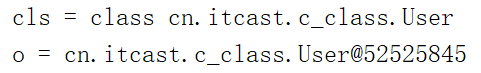 cls = class cn.itcast.c_class.User
o = cn.itcast.c_class.User@52525845